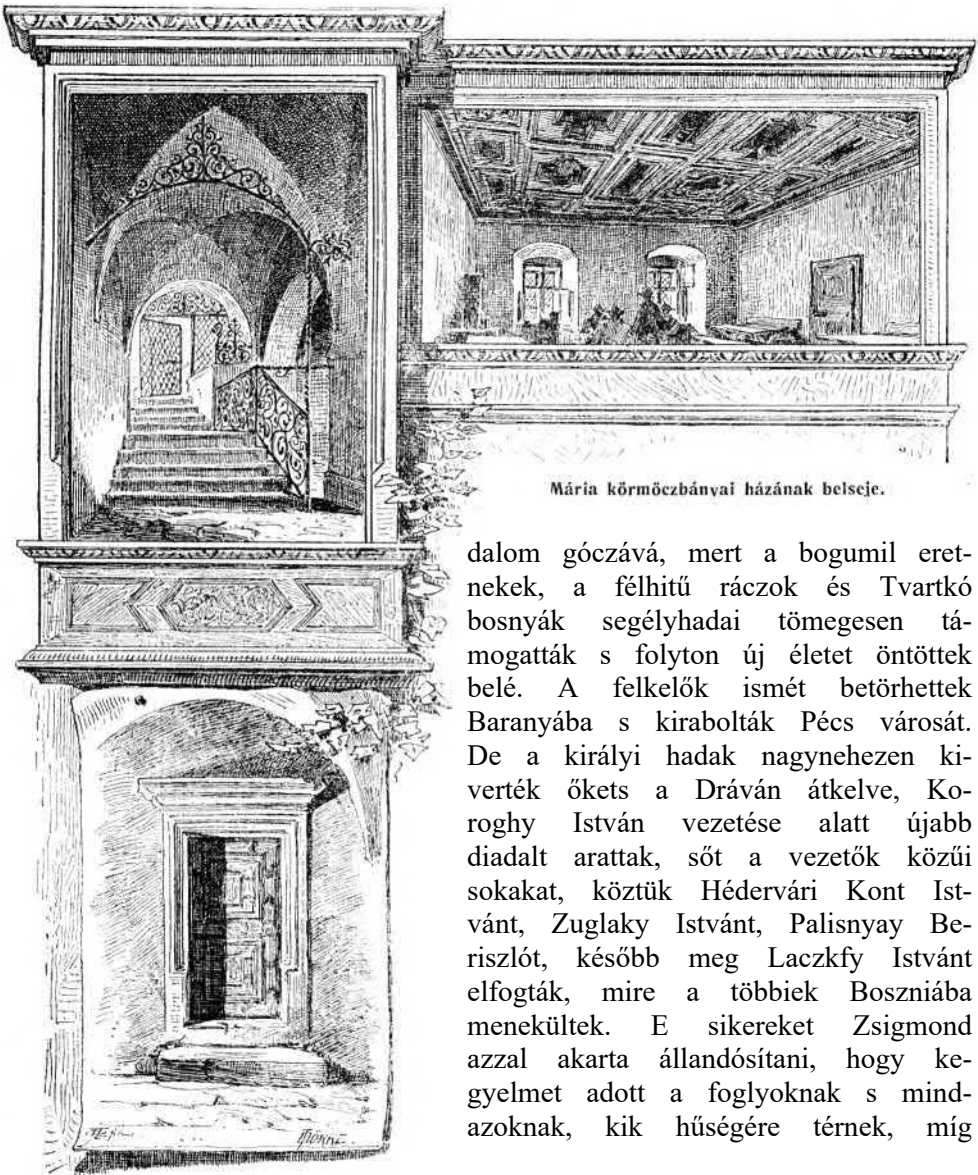 Mária körmöczbányai házának belseje.
dalom góczává, mert a bogumil eret-
nekek, a félhitű ráczok és Tvartkó
bosnyák segélyhadai tömegesen tá-
mogatták s folyton új életet öntöttek
belé. A felkelők ismét betörhettek
Baranyába s kirabolták Pécs városát.
De a királyi hadak nagynehezen ki-
verték őkets a Dráván átkelve, Ko-
roghy István vezetése alatt újabb
diadalt arattak, sőt a vezetők közűi
sokakat, köztük Hédervári Kont Ist-
vánt, Zuglaky Istvánt, Palisnyay Be-
riszlót, később meg Laczkfy Istvánt
elfogták, mire a többiek Boszniába
menekültek. E sikereket Zsigmond
azzal akarta állandósítani, hogy ke-
gyelmet adott a foglyoknak s mind-
azoknak, kik hűségére térnek, míg